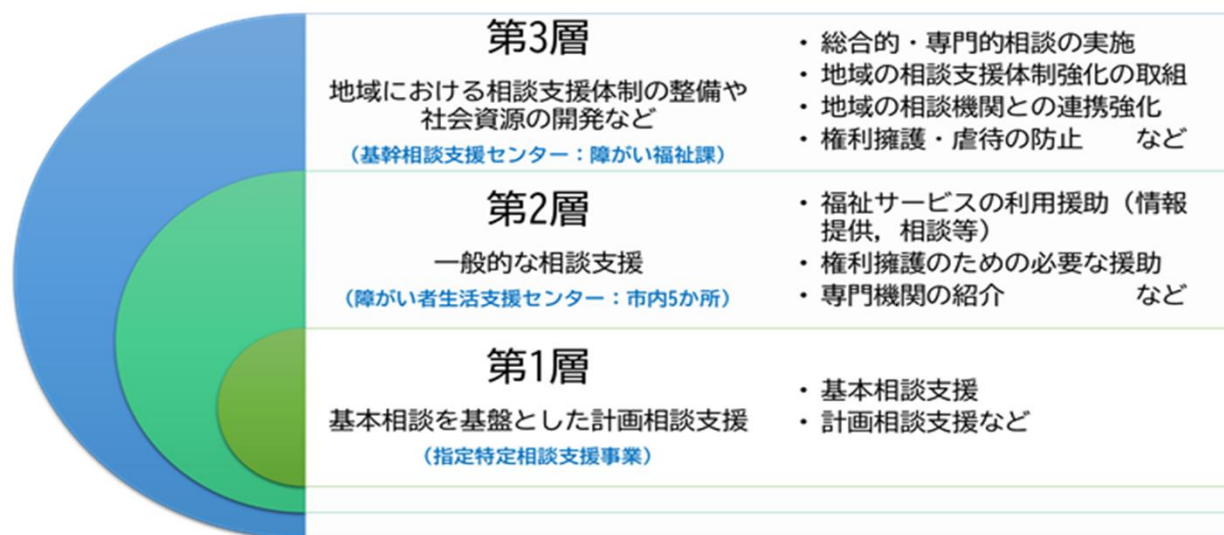 第3層
地域における相談支援体制の整備や
社会資源の開発など
（基幹相談支援センター：障がい福祉課）
・ 総合的・専門的相談の実施
・ 地域の相談支援体制強化の取組
・ 地域の相談機関との連携強化
・ 権利擁護・虐待の防止　　など
第2層
一般的な相談支援
（障がい者生活支援センター：市内5か所）
・ 福祉サービスの利用援助（情報
提供，相談等）
・ 権利擁護のための必要な援助
・ 専門機関の紹介　　　　　など
第1層
基本相談を基盤とした計画相談支援
（指定特定相談支援事業）
・ 基本相談支援
・ 計画相談支援など